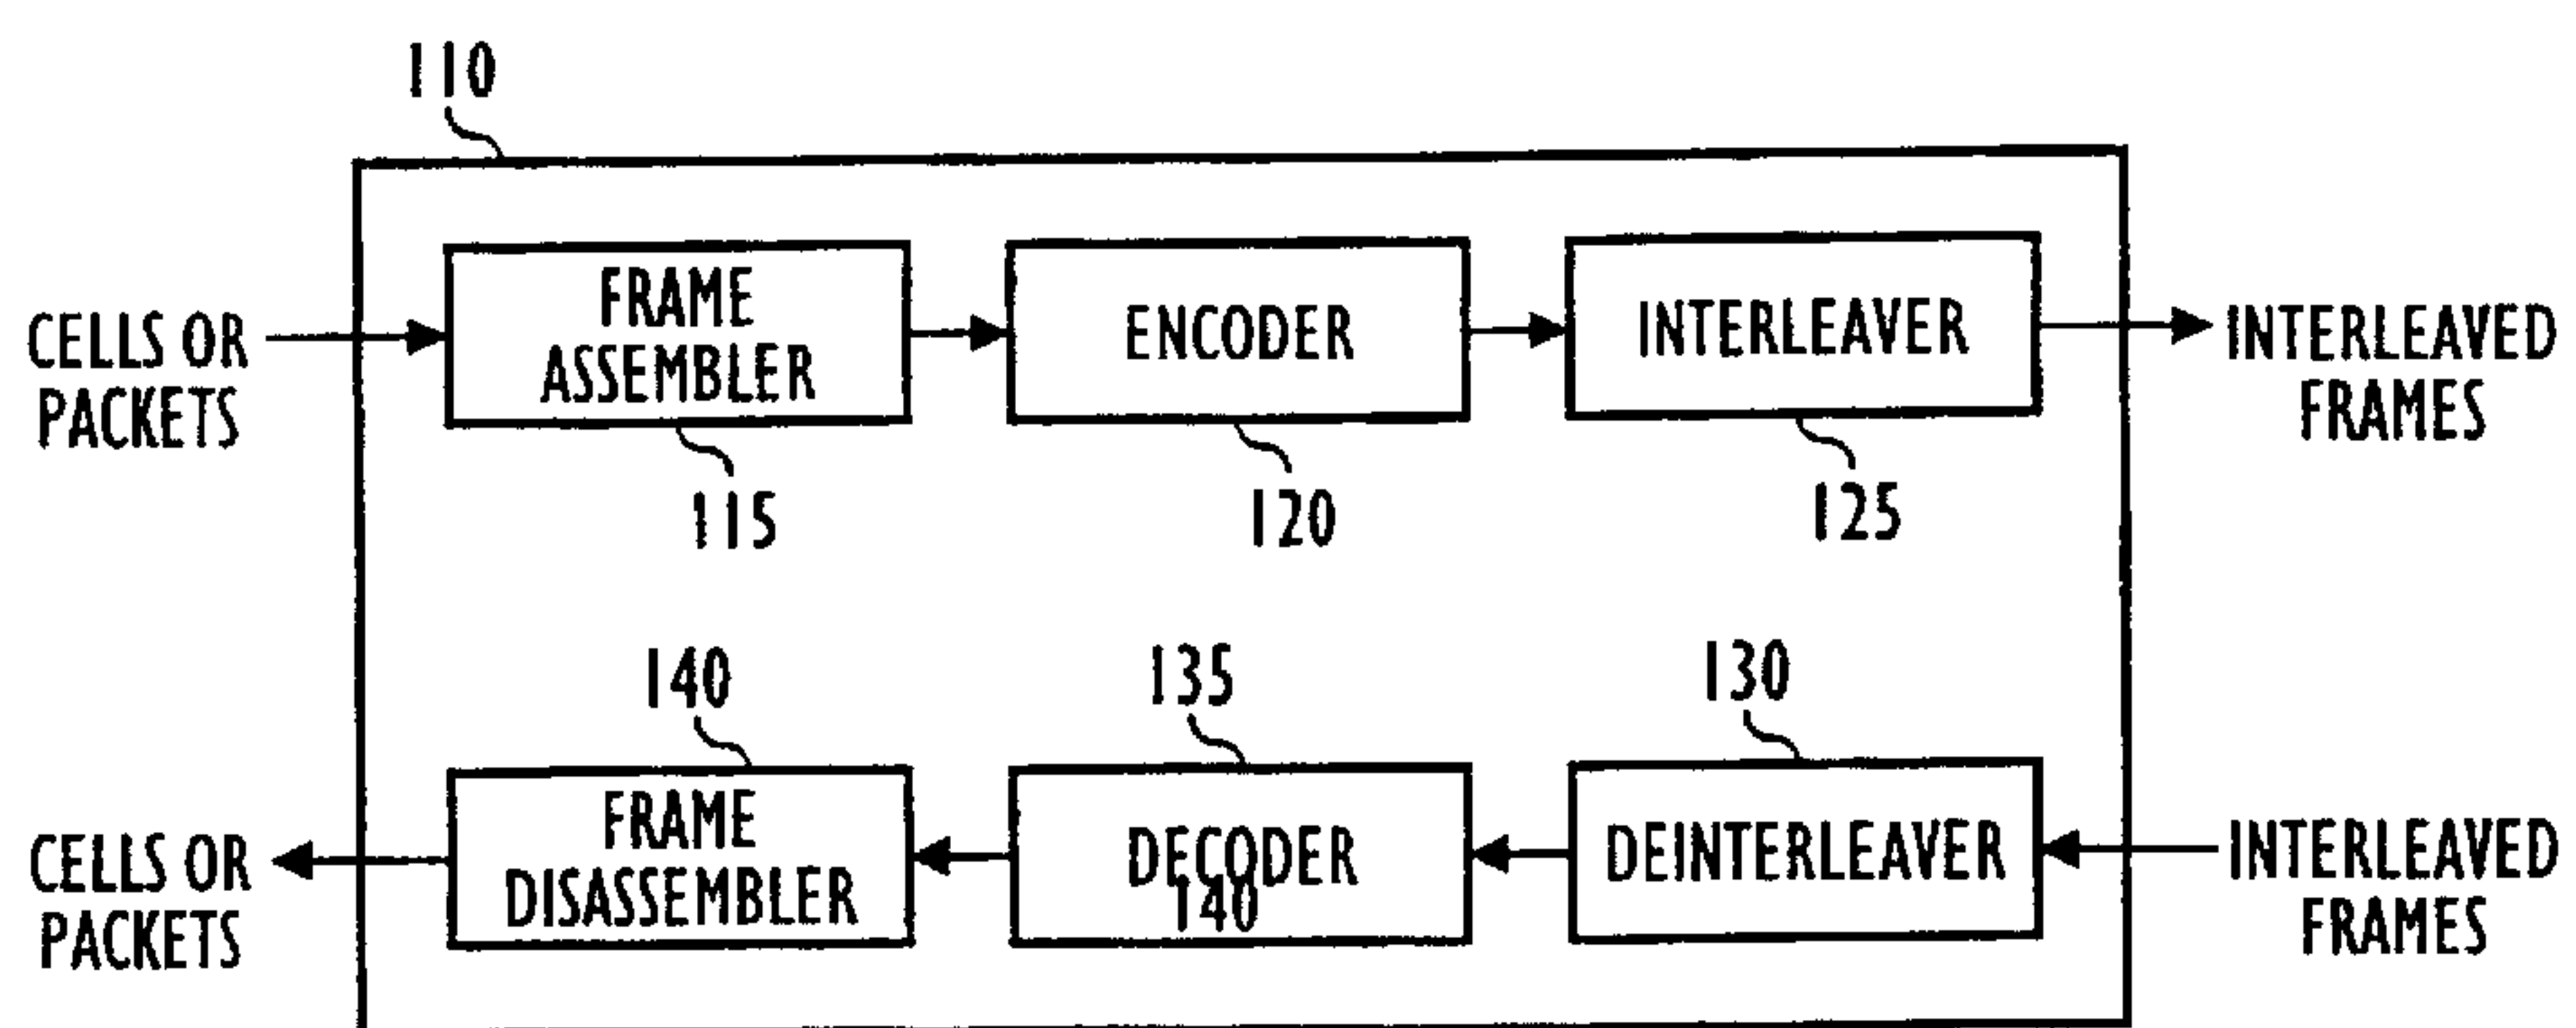 110
CELLS OR
PACKETS
FRAME
ASSEMBLER
ENCODER
INTERLEAVER
INTERLEAVED
FRAMES
115
120
125
140
135
130
CELLS OR
PACKETS
FRAME
DISASSEMBLER
DECODER
140
DEINTERLEAVER
INTERLEAVED
FRAMES